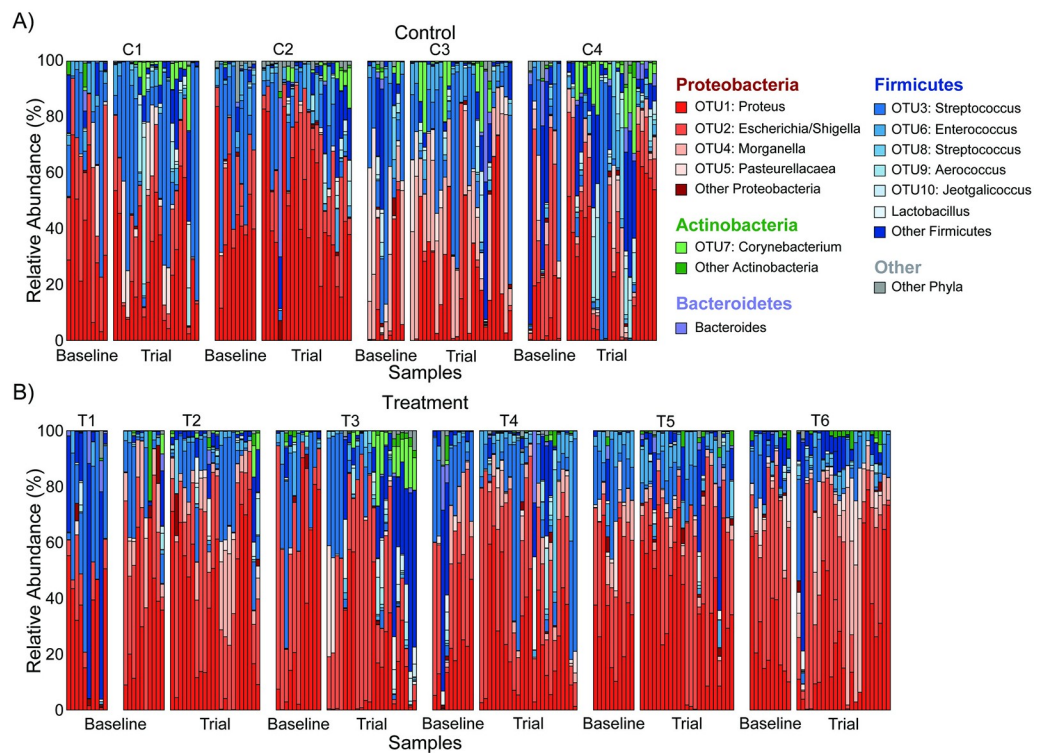 A)
Control
C1 C2 C3 C4
Relative Abundance (%)
100
80
60
40
20
0
Baseline Trial Baseline Trial Baseline Trial Baseline Trial
Samples
Proteobacteria
OTU1: Proteus
OTU2: Escherichia/Shigella
OTU4: Morganella
OTU5: Pasteurellacaea
Other Proteobacteria
Actinobacteria
OTU7: Corynebacterium
Other Actinobacteria
Bacteroidetes
Bacteroides
Firmicutes
OTU3: Streptococcus
OTU6: Enterococcus
OTU8: Streptococcus
OTU9: Aerococcus
OTU10: Jeotgalicoccus
Lactobacillus
Other Firmicutes
Other
Other Phyla
B)
Treatment
T1 T2 T3 T4 T5 T6
Relative Abundance (%)
100
80
60
40
20
0
Baseline Trial Baseline Trial Baseline Trial Baseline Trial Baseline Trial
Samples